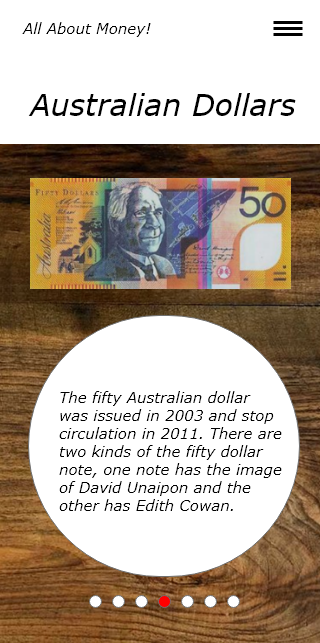 All About Money!
Australian Dollars
FIFTY DOLLARS
50
Australia
The fifty Australian dollar
was issued in 2003 and stop
circulation in 2011. There are
two kinds of the fifty dollar
note, one note has the image
of David Unaipon and the
other has Edith Cowan.